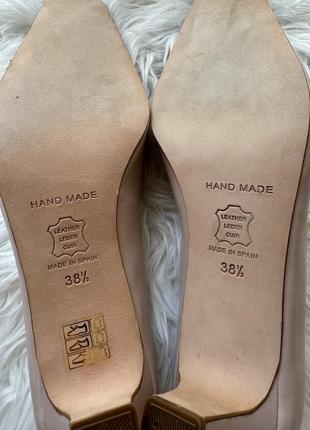 HAND MADE
LEATHER
LEDER
CUIR
MADE IN SPAIN
38½
HAND MADE
LEATHER
LEDER
CUIR
MADE IN SPAIN
38½